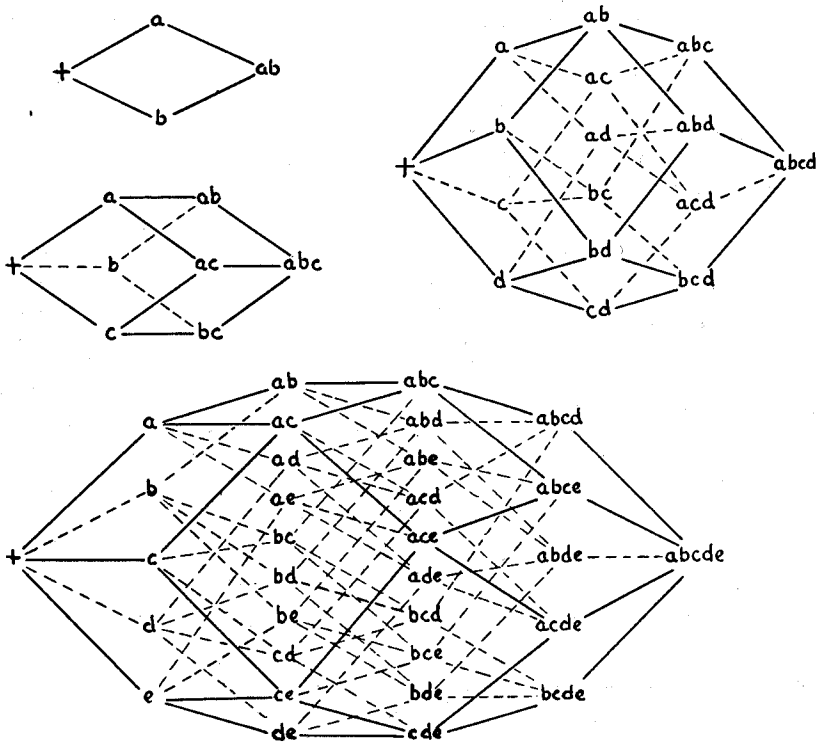 a
+ ab
b
a ab
+ b ac abc
c bc
ab
a abc
ac
b ad abd
+ abcd
c bc acd
bd
d bcd
cd
ab abc
a ac abd abcd
ad abe
b ae acd abce
bc ace
+ c abde abcde
bd ade
be bcd
d acde
cd bce
e ce bde bcde
de cde